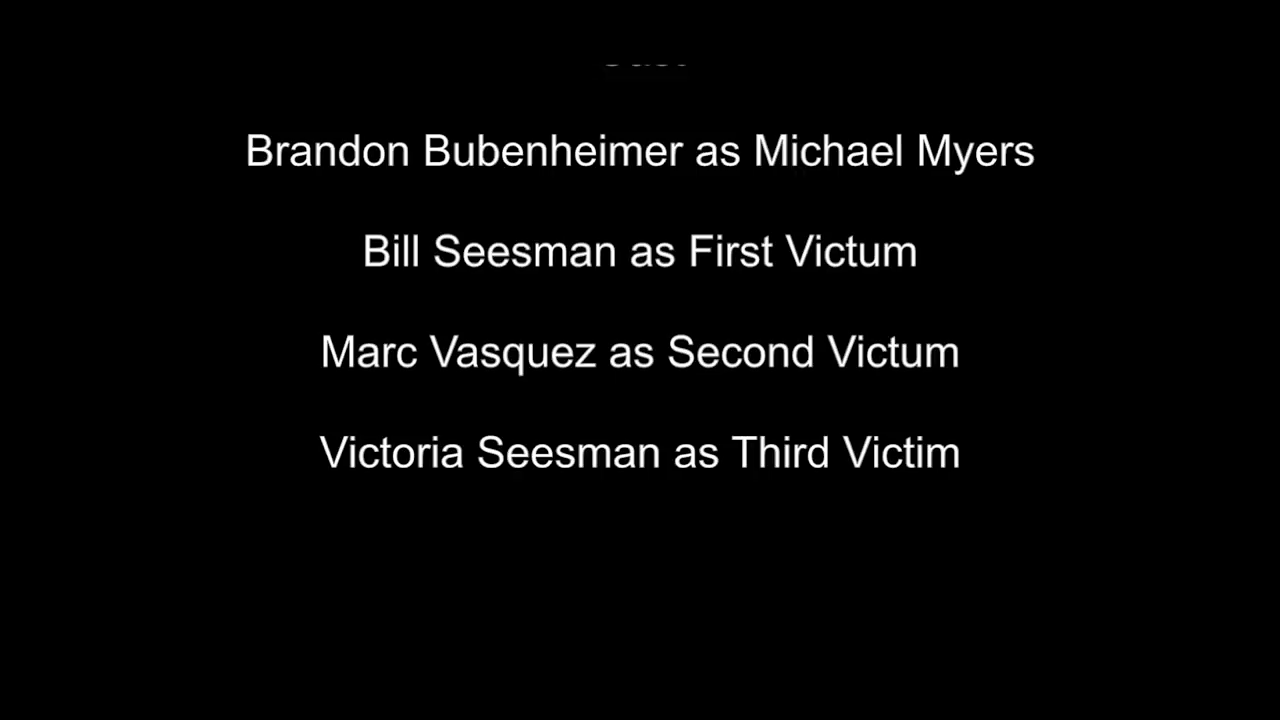 Brandon Bubenheimer as Michael Myers
Bill Seesman as First Victum
Marc Vasquez as Second Victum
Victoria Seesman as Third Victim